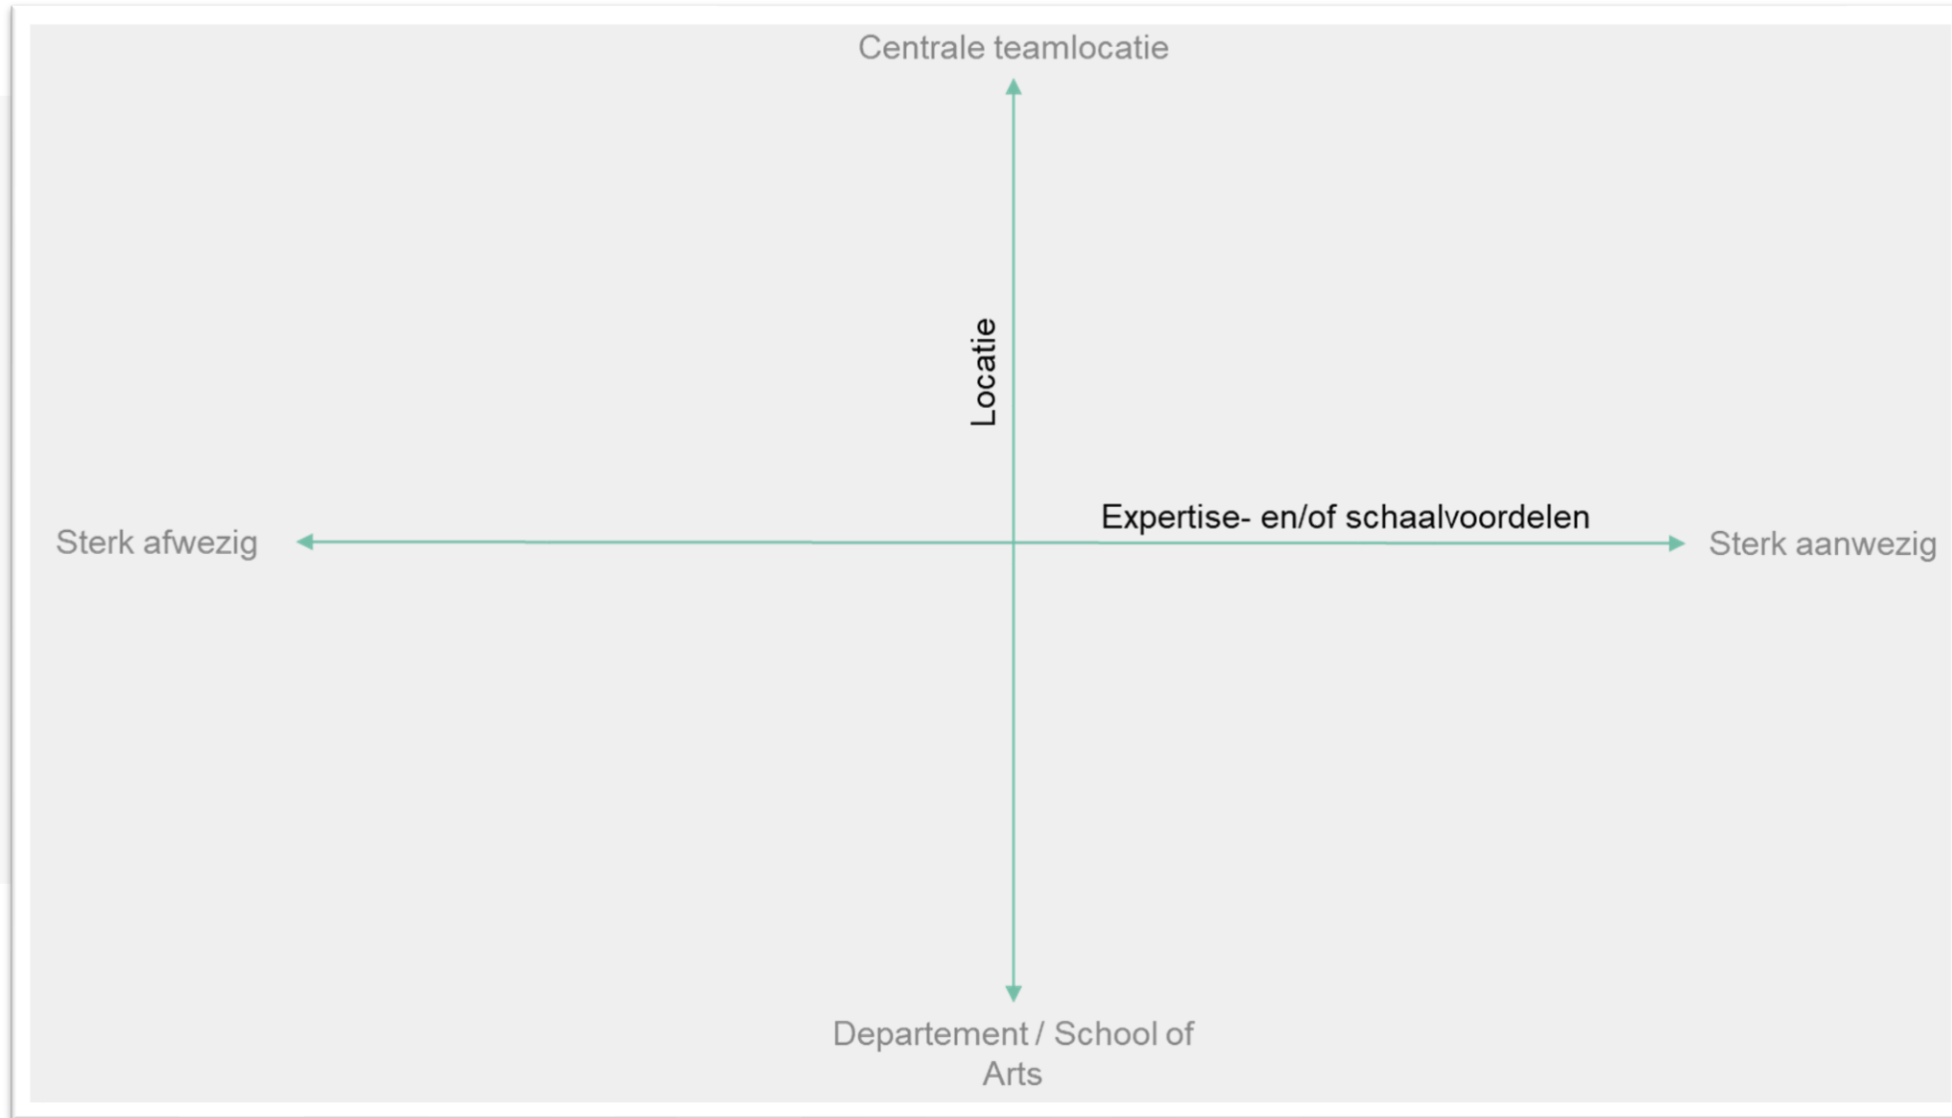 Centrale teamlocatie
Locatie
Expertise- en/of schaalvoordelen
Sterk afwezig
Sterk aanwezig
Departement / School of
Arts